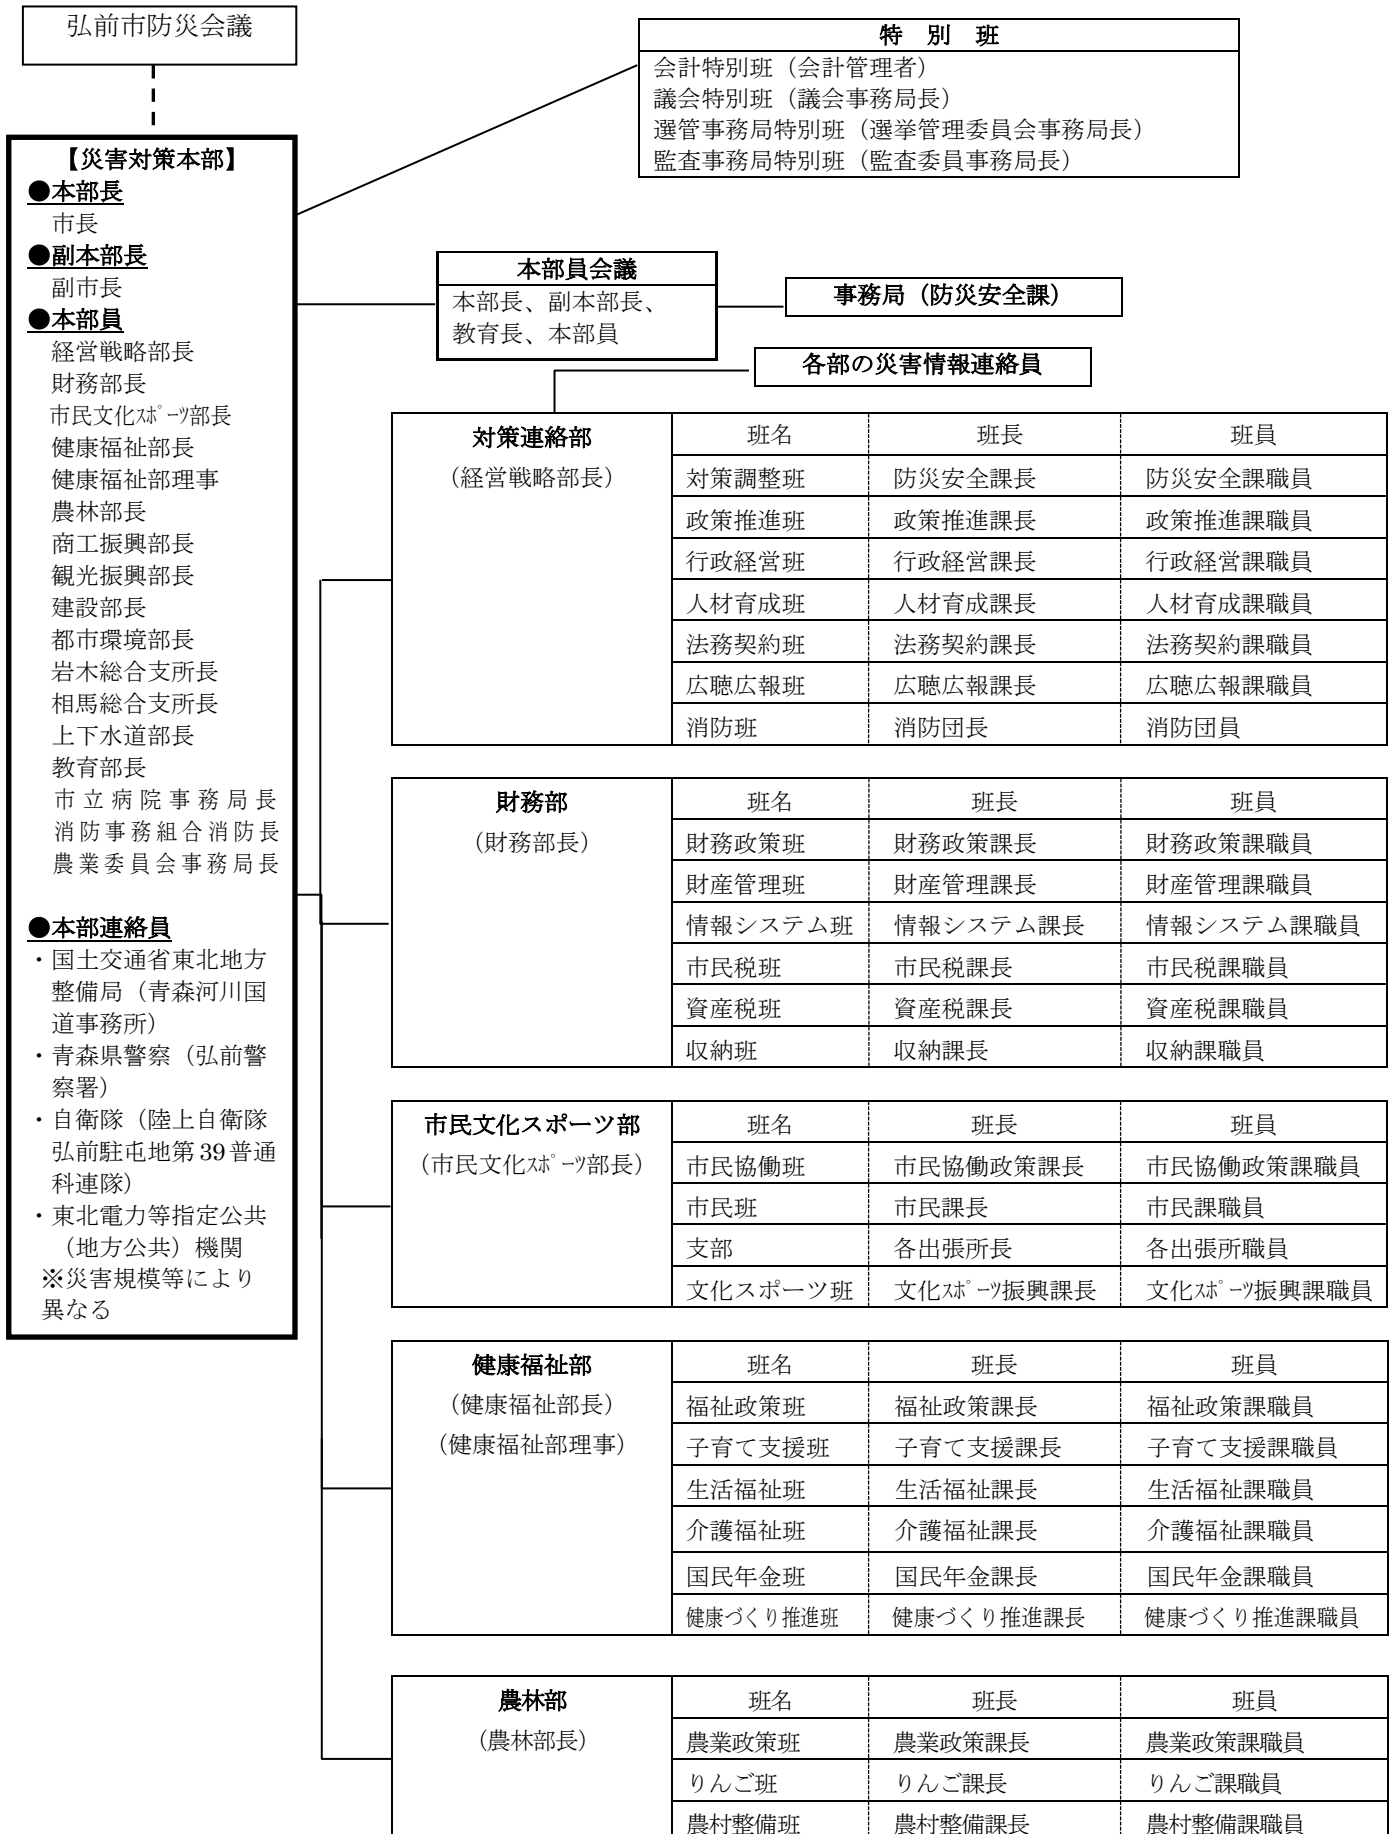 弘前市防災会議
特 別 班
会計特別班（会計管理者）
議会特別班（議会事務局長）
選管事務局特別班（選挙管理委員会事務局長）
監査事務局特別班（監査委員事務局長）
【災害対策本部】
●本部長
市長
●副本部長
副市長
●本部員
経営戦略部長
財務部長
市民文化ｽﾎﾟｰﾂ部長
健康福祉部長
健康福祉部理事
農林部長
商工振興部長
観光振興部長
建設部長
都市環境部長
岩木総合支所長
相馬総合支所長
上下水道部長
教育部長
市立病院事務局長
消防事務組合消防長
農業委員会事務局長
●本部連絡員
・国土交通省東北地方
整備局（青森河川国
道事務所）
・青森県警察（弘前警
察署）
・自衛隊（陸上自衛隊
弘前駐屯地第39普通
科連隊）
・東北電力等指定公共
（地方公共）機関
※災害規模等により
異なる
本部員会議
本部長、副本部長、
教育長、本部員
事務局（防災安全課）
各部の災害情報連絡員
対策連絡部 班名 班長 班員
（経営戦略部長） 対策調整班 防災安全課長 防災安全課職員
政策推進班 政策推進課長 政策推進課職員
行政経営班 行政経営課長 行政経営課職員
人材育成班 人材育成課長 人材育成課職員
法務契約班 法務契約課長 法務契約課職員
広聴広報班 広聴広報課長 広聴広報課職員
消防班 消防団長 消防団員
財務部 班名 班長 班員
（財務部長） 財務政策班 財務政策課長 財務政策課職員
財産管理班 財産管理課長 財産管理課職員
情報システム班 情報システム課長 情報システム課職員
市民税班 市民税課長 市民税課職員
資産税班 資産税課長 資産税課職員
収納班 収納課長 収納課職員
市民文化スポーツ部 班名 班長 班員
（市民文化ｽﾎﾟｰﾂ部長） 市民協働班 市民協働政策課長 市民協働政策課職員
市民班 市民課長 市民課職員
支部 各出張所長 各出張所職員
文化スポーツ班 文化ｽﾎﾟｰﾂ振興課長 文化ｽﾎﾟｰﾂ振興課職員
健康福祉部 班名 班長 班員
（健康福祉部長） 福祉政策班 福祉政策課長 福祉政策課職員
（健康福祉部理事） 子育て支援班 子育て支援課長 子育て支援課職員
生活福祉班 生活福祉課長 生活福祉課職員
介護福祉班 介護福祉課長 介護福祉課職員
国民年金班 国民年金課長 国民年金課職員
健康づくり推進班 健康づくり推進課長 健康づくり推進課職員
農林部 班名 班長 班員
（農林部長） 農業政策班 農業政策課長 農業政策課職員
りんご班 りんご課長 りんご課職員
農村整備班 農村整備課長 農村整備課職員